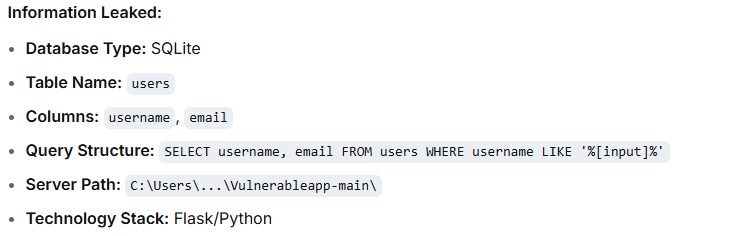 Information Leaked:
Database Type: SQLite
Table Name: users
Columns: username, email
Query Structure: SELECT username, email FROM users WHERE username LIKE '%[input]%'
Server Path: C:\Users\...\Vulnerableapp-main\
Technology Stack: Flask/Python